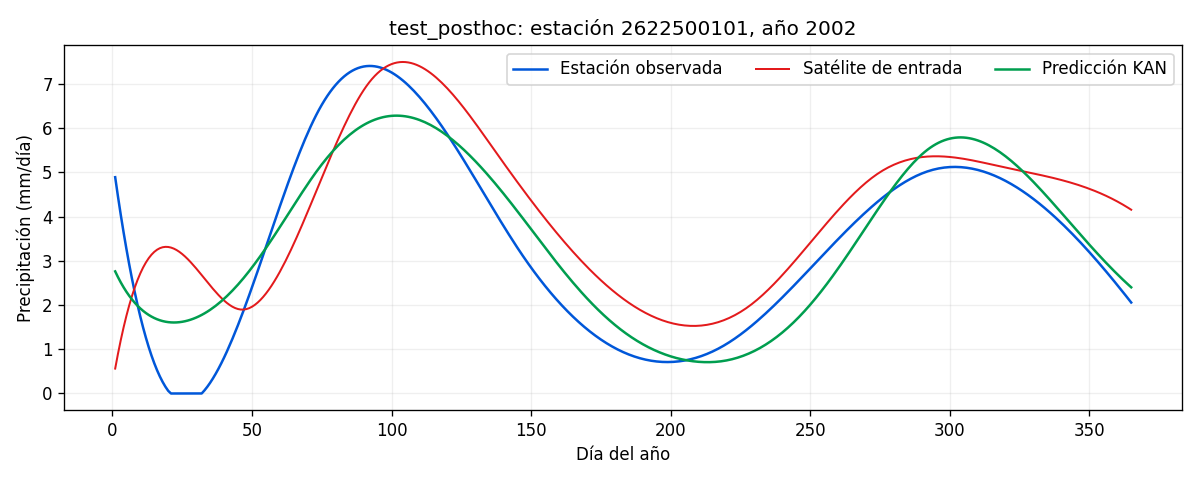 test_posthoc: estación 2622500101, año 2002
Estación observada Satélite de entrada Predicción KAN
Precipitación (mm/día)
7
6
5
4
3
2
1
0
0 50 100 150 200 250 300 350
Día del año